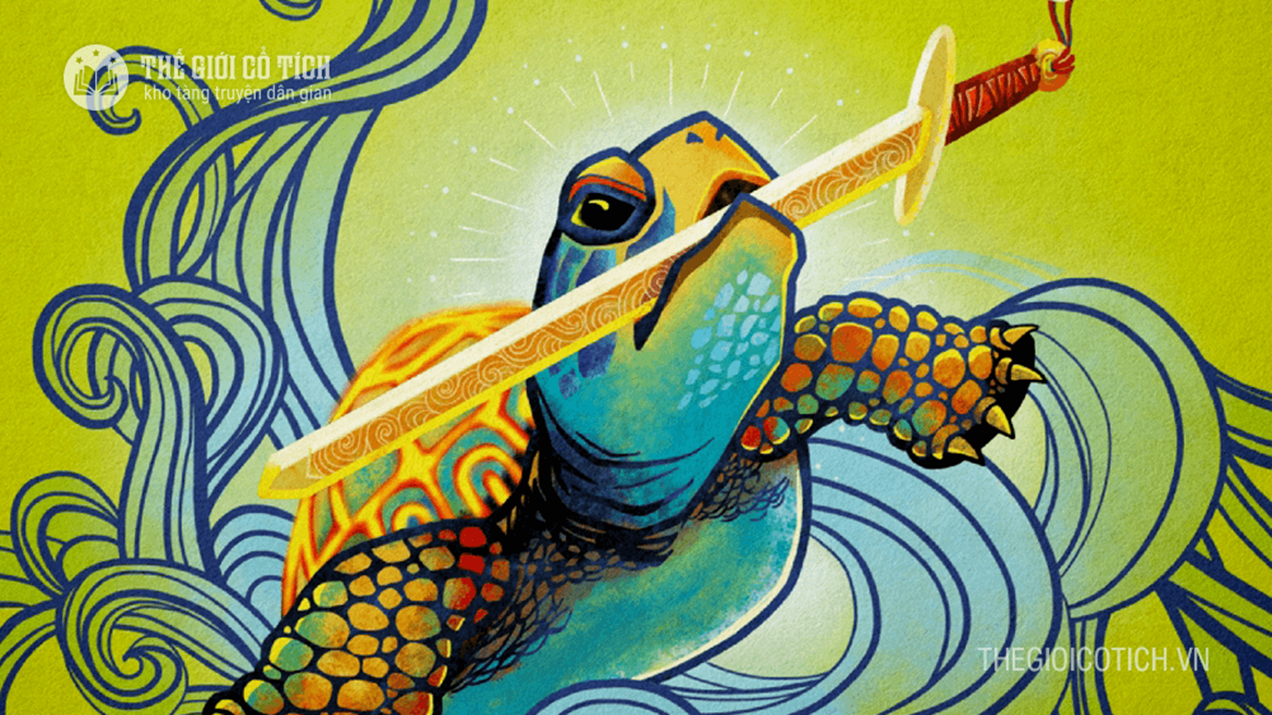 THẾ GIỚI CỔ TÍCH
kho tàng truyện dân gian
THEGIOICOTICH.VN